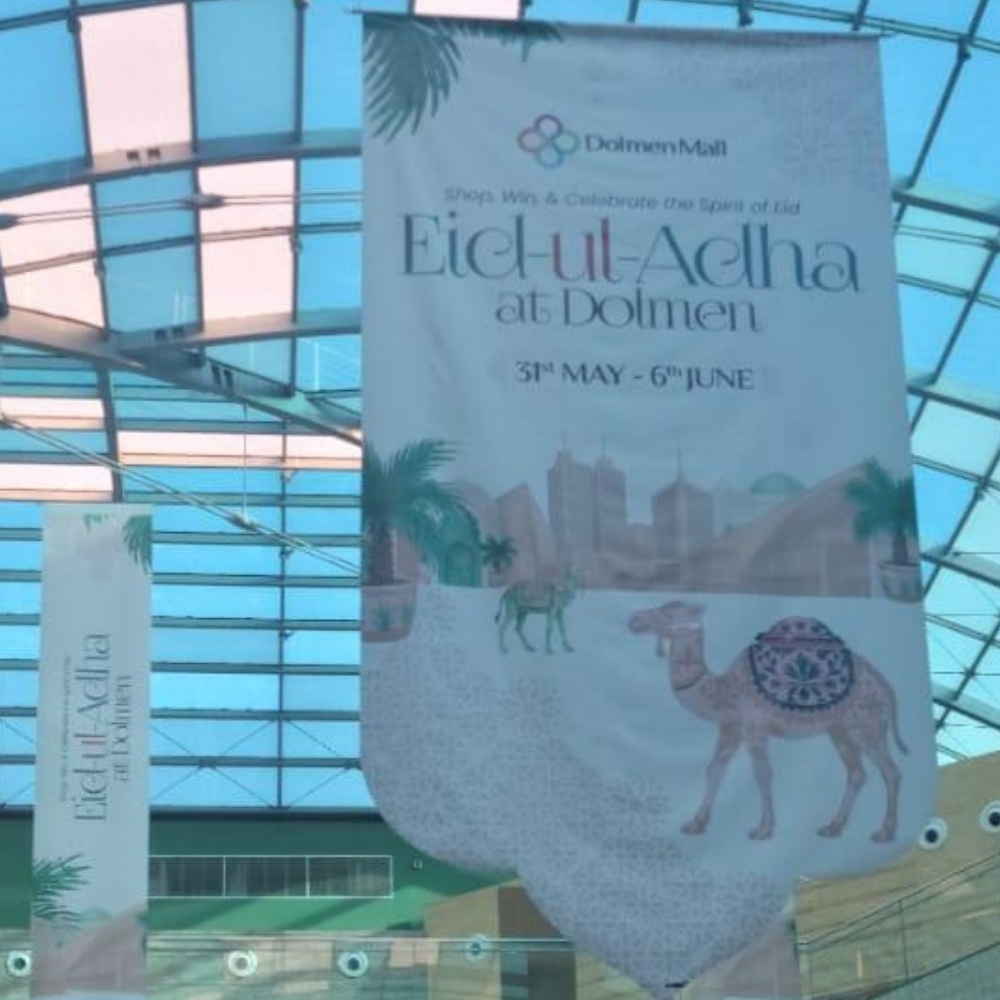 Dolmen Mall
Shop, Win, & Celebrate the Spirit of Eid
Eid-ul-Adha
at Dolmen
31st MAY - 6th JUNE
Eid-ul-Adha
at Dolmen